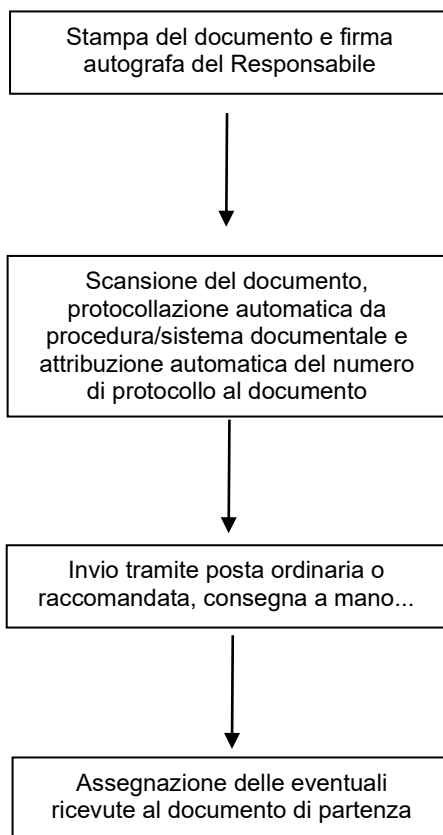 Stampa del documento e firma
autografa del Responsabile
Scansione del documento,
protocollazione automatica da
procedura/sistema documentale e
attribuzione automatica del numero
di protocollo al documento
Invio tramite posta ordinaria o
raccomandata, consegna a mano...
Assegnazione delle eventuali
ricevute al documento di partenza